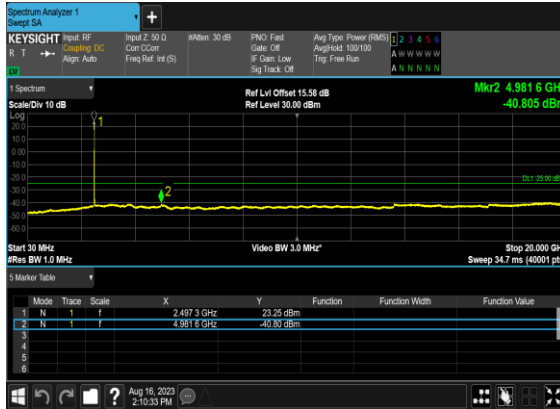 Spectrum Analyzer 1
Swept SA
+
KEYSIGHT Input: RF Input Z: 50 Ω #Atten: 30 dB PNO: Fast Avg Type: Power (RMS) 1 2 3 4 5 6
R T Coupling: DC Corr CCorr Gate: Off Avg|Hold: 100/100 A W W W W W
Align: Auto Freq Ref: Int (S) IF Gain: Low Trig: Free Run
LU Sig Track: Off A N N N N N
1 Spectrum Ref Lvl Offset 15.58 dB Mkr2 4.981 6 GH
Scale/Div 10 dB Ref Level 30.00 dBm -40.805 dBr
Log
20.0
10.0
0.00
-10.0
-20.0
-30.0
-40.0
-50.0
-60.0
1
2
Start 30 MHz Video BW 3.0 MHz* Stop 20.000 GH
#Res BW 1.0 MHz Sweep 34.7 ms (40001 pts
5 Marker Table
Mode Trace Scale X Y Function Function Width Function Value
1 N 1 f 2.497 3 GHz 23.25 dBm
2 N 1 f 4.981 6 GHz -40.80 dBm
3
4
5
6
? Aug 16, 2023
2:10:33 PM